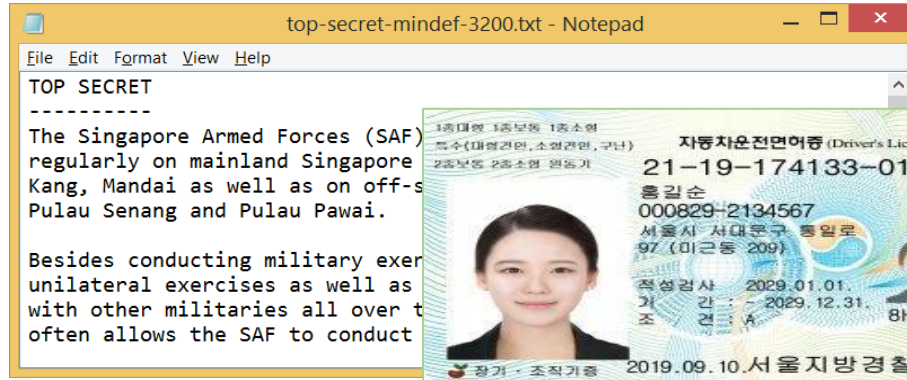 top-secret-mindef-3200.txt - Notepad
File Edit Format View Help
TOP SECRET
----------
The Singapore Armed Forces (SAF)
regularly on mainland Singapore
Kang, Mandai as well as on off-s
Pulau Senang and Pulau Pawai.
Besides conducting military exer
unilateral exercises as well as
with other militaries all over t
often allows the SAF to conduct
1종대형 1종보통 1종소형
특수(대형견인,소형견인,구난)
2종보통 2종소형 원동기
자동차운전면허증 (Driver's Lic
21-19-174133-01
홍길순
000829-2134567
서울시 서대문구 통일로
97 (미근동 209)
적성검사 2029.01.01.
기 간 : ~ 2029.12.31.
조 건 : A
장기·조직기증
2019.09.10.서울지방경찰